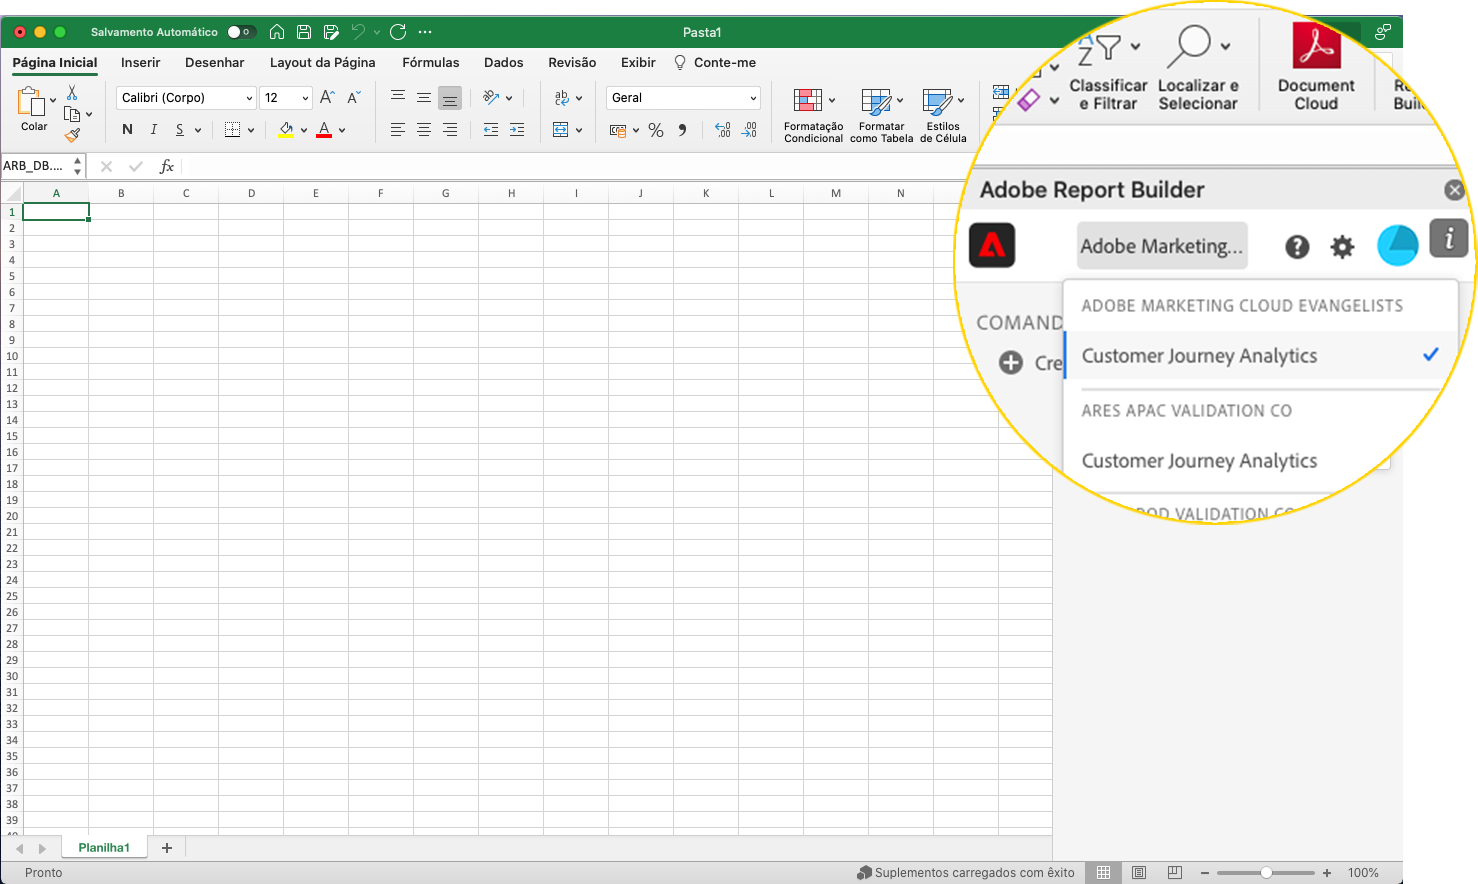 Salvamento Automático
Pasta1
Página Inicial Inserir Desenhar Layout da Página Fórmulas Dados Revisão Exibir Conte-me
Colar
Calibri (Corpo) 12
N I S
Geral
Formatação Condicional
Formatar como Tabela
Estilos de Célula
Classificar e Filtrar
Localizar e Selecionar
Document Cloud
ARB_DB....
fx
A B C D E F G H I J K L M N
1
2
3
4
5
6
7
8
9
10
11
12
13
14
15
16
17
18
19
20
21
22
23
24
25
26
27
28
29
30
31
32
33
34
35
36
37
38
39
Adobe Report Builder
Adobe Marketing...
ADOBE MARKETING CLOUD EVANGELISTS
COMAND
Customer Journey Analytics
Cre
ARES APAC VALIDATION CO
Customer Journey Analytics
VALIDATION
Planilha1
Pronto
Suplementos carregados com êxito
100%